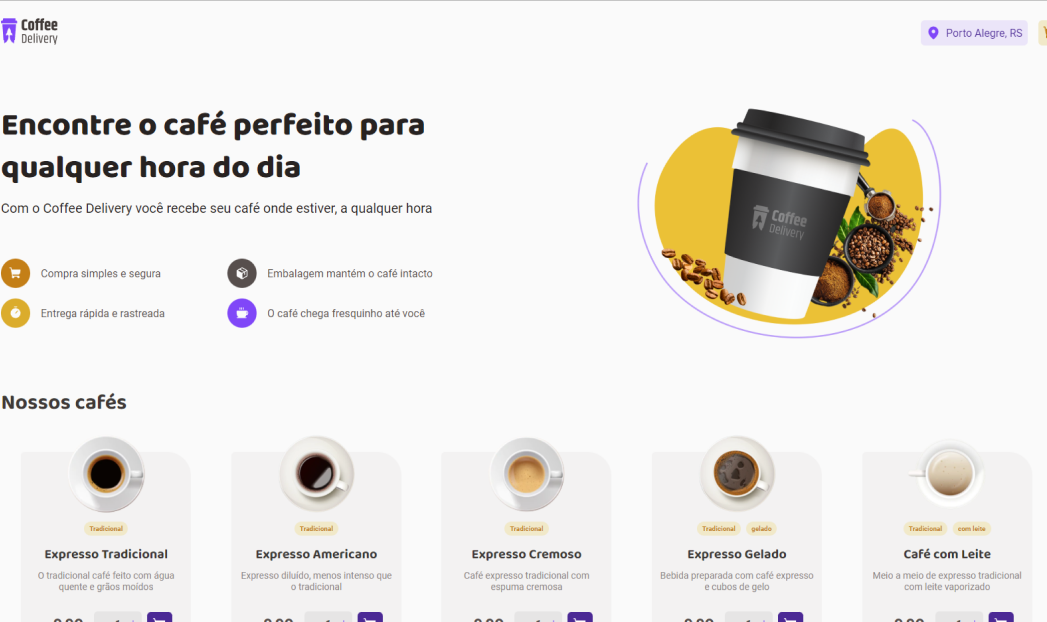 Coffee
Delivery
Porto Alegre, RS
Encontre o café perfeito para
qualquer hora do dia
Com o Coffee Delivery você recebe seu café onde estiver, a qualquer hora
Coffee
Delivery
Compra simples e segura
Embalagem mantém o café intacto
Entrega rápida e rastreada
O café chega fresquinho até você
Nossos cafés
Tradicional
Expresso Tradicional
O tradicional café feito com água
quente e grãos moídos
Tradicional
Expresso Americano
Expresso diluído, menos intenso que
o tradicional
Tradicional
Expresso Cremoso
Café expresso tradicional com
espuma cremosa
Tradicional gelado
Expresso Gelado
Bebida preparada com café expresso
e cubos de gelo
Tradicional com leite
Café com Leite
Meio a meio de expresso tradicional
com leite vaporizado